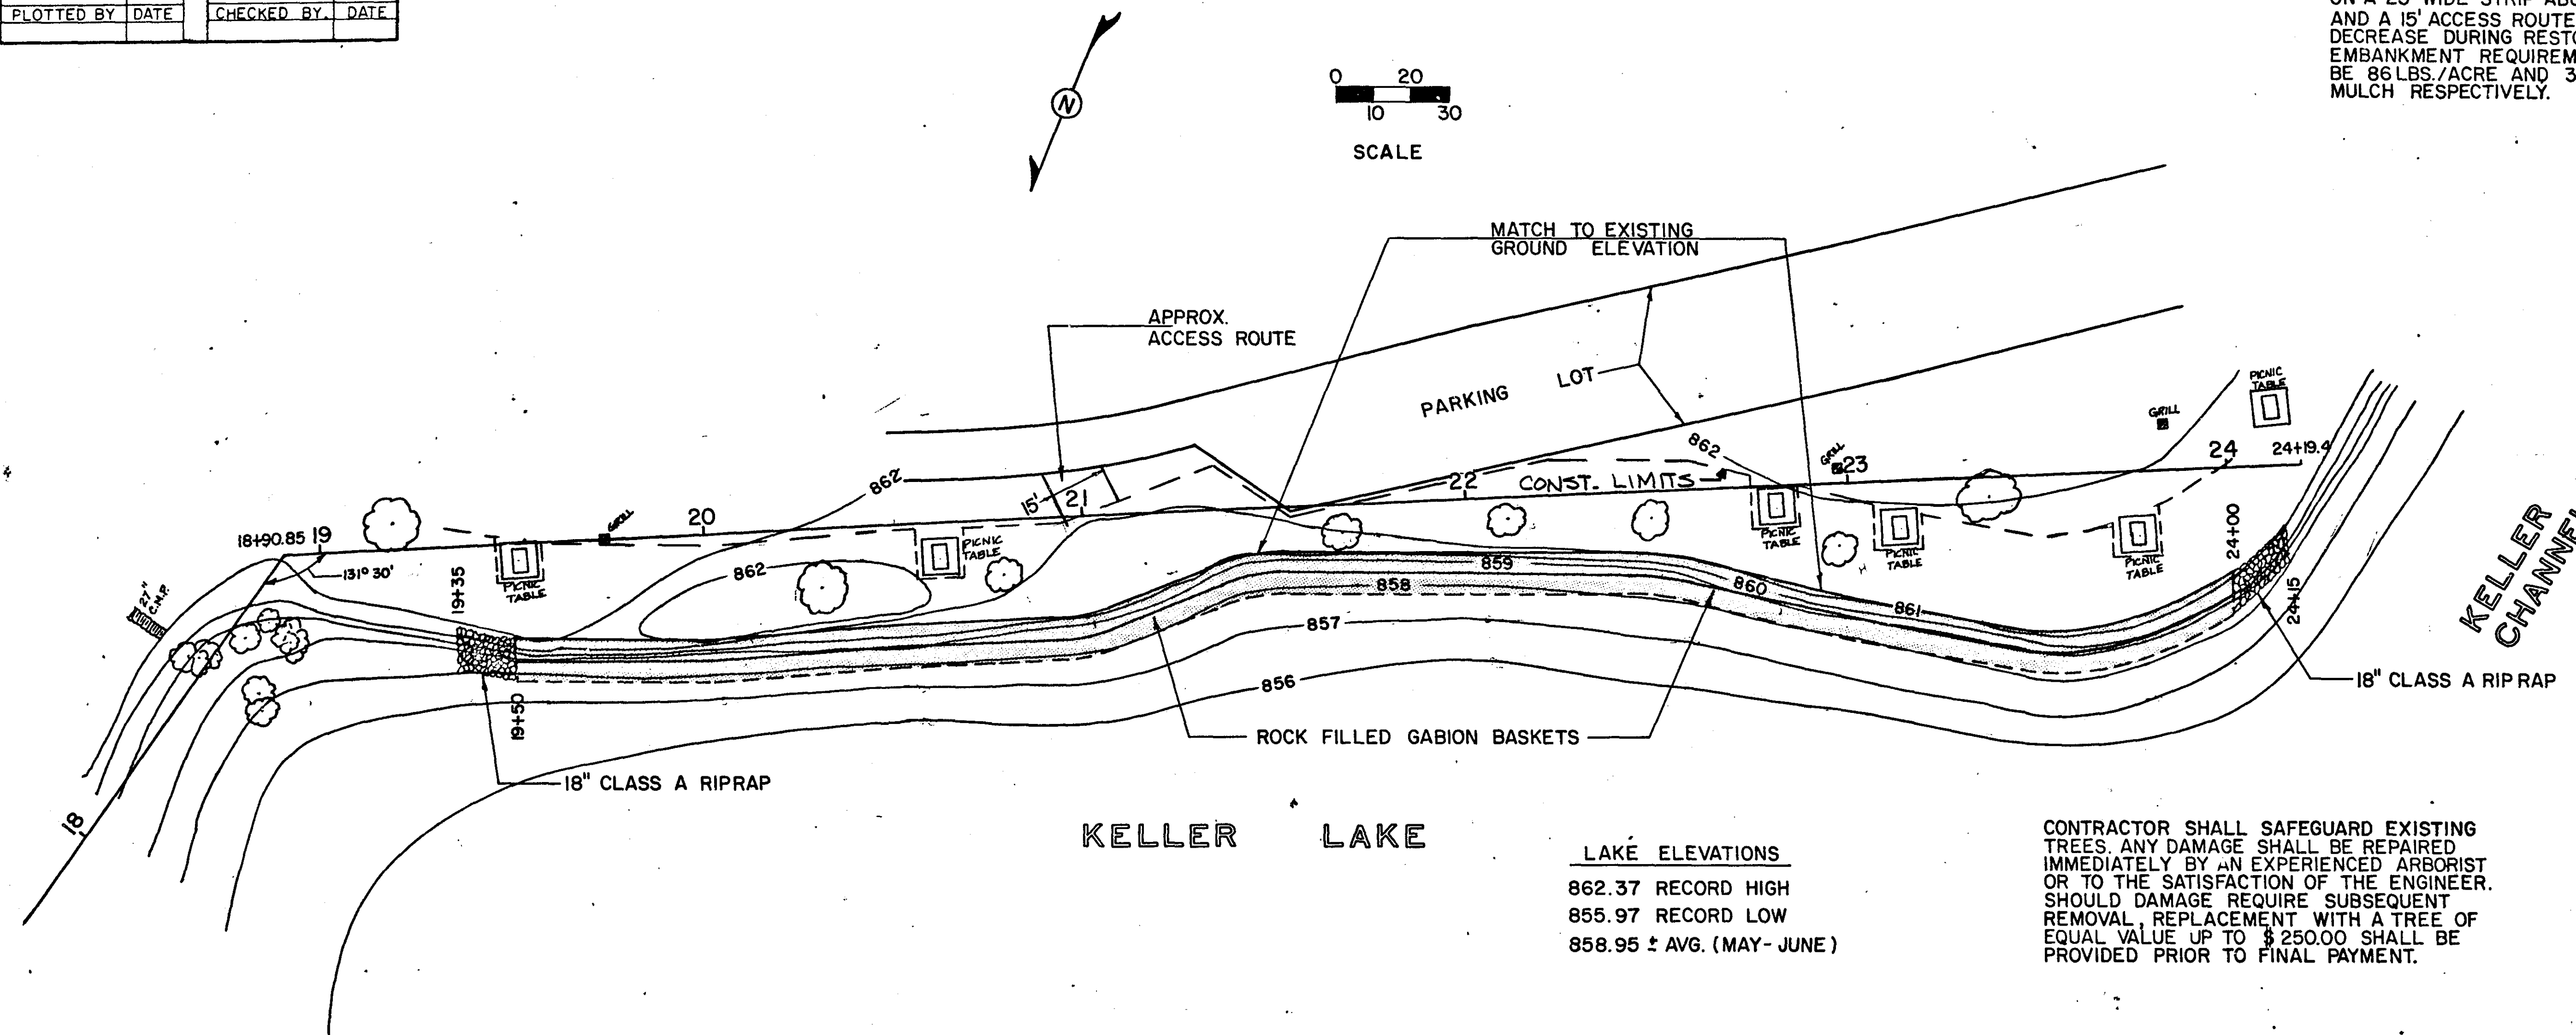 PLOTTED BY DATE CHECKED BY. DATE
AND A 15' ACCESS ROUTE
DECREASE DURING
EMBANKMENT
BE 86 LBS./ACRE AND
MULCH RESPECTIVELY.
N
0 20
10 30
SCALE
MATCH TO EXISTING
GROUND ELEVATION
APPROX.
ACCESS ROUTE
PARKING LOT
PICNIC
TABLE
GRILL
862
862
GRILL
24 24+19.4
23
22 CONST. LIMITS
15' 21
20
GRILL
18+90.85 19
131° 30'
27"
C.M.P.
19+35
PICNIC
TABLE
862
PICNIC
TABLE
859
858
860
861
PICNIC
TABLE
PICNIC
TABLE
PICNIC
TABLE
24+00
24+15
KELLER
857
856
19+50
18" CLASS A RIP RAP
ROCK FILLED GABION BASKETS
18" CLASS A RIPRAP
18
KELLER LAKE
LAKE ELEVATIONS
862.37 RECORD HIGH
855.97 RECORD LOW
858.95 ± AVG. (MAY-JUNE)
CONTRACTOR SHALL SAFEGUARD EXISTING
TREES. ANY DAMAGE SHALL BE REPAIRED
IMMEDIATELY BY AN EXPERIENCED ARBORIST
OR TO THE SATISFACTION OF THE ENGINEER.
SHOULD DAMAGE REQUIRE SUBSEQUENT
REMOVAL, REPLACEMENT WITH A TREE OF
EQUAL VALUE UP TO $250.00 SHALL BE
PROVIDED PRIOR TO FINAL PAYMENT.